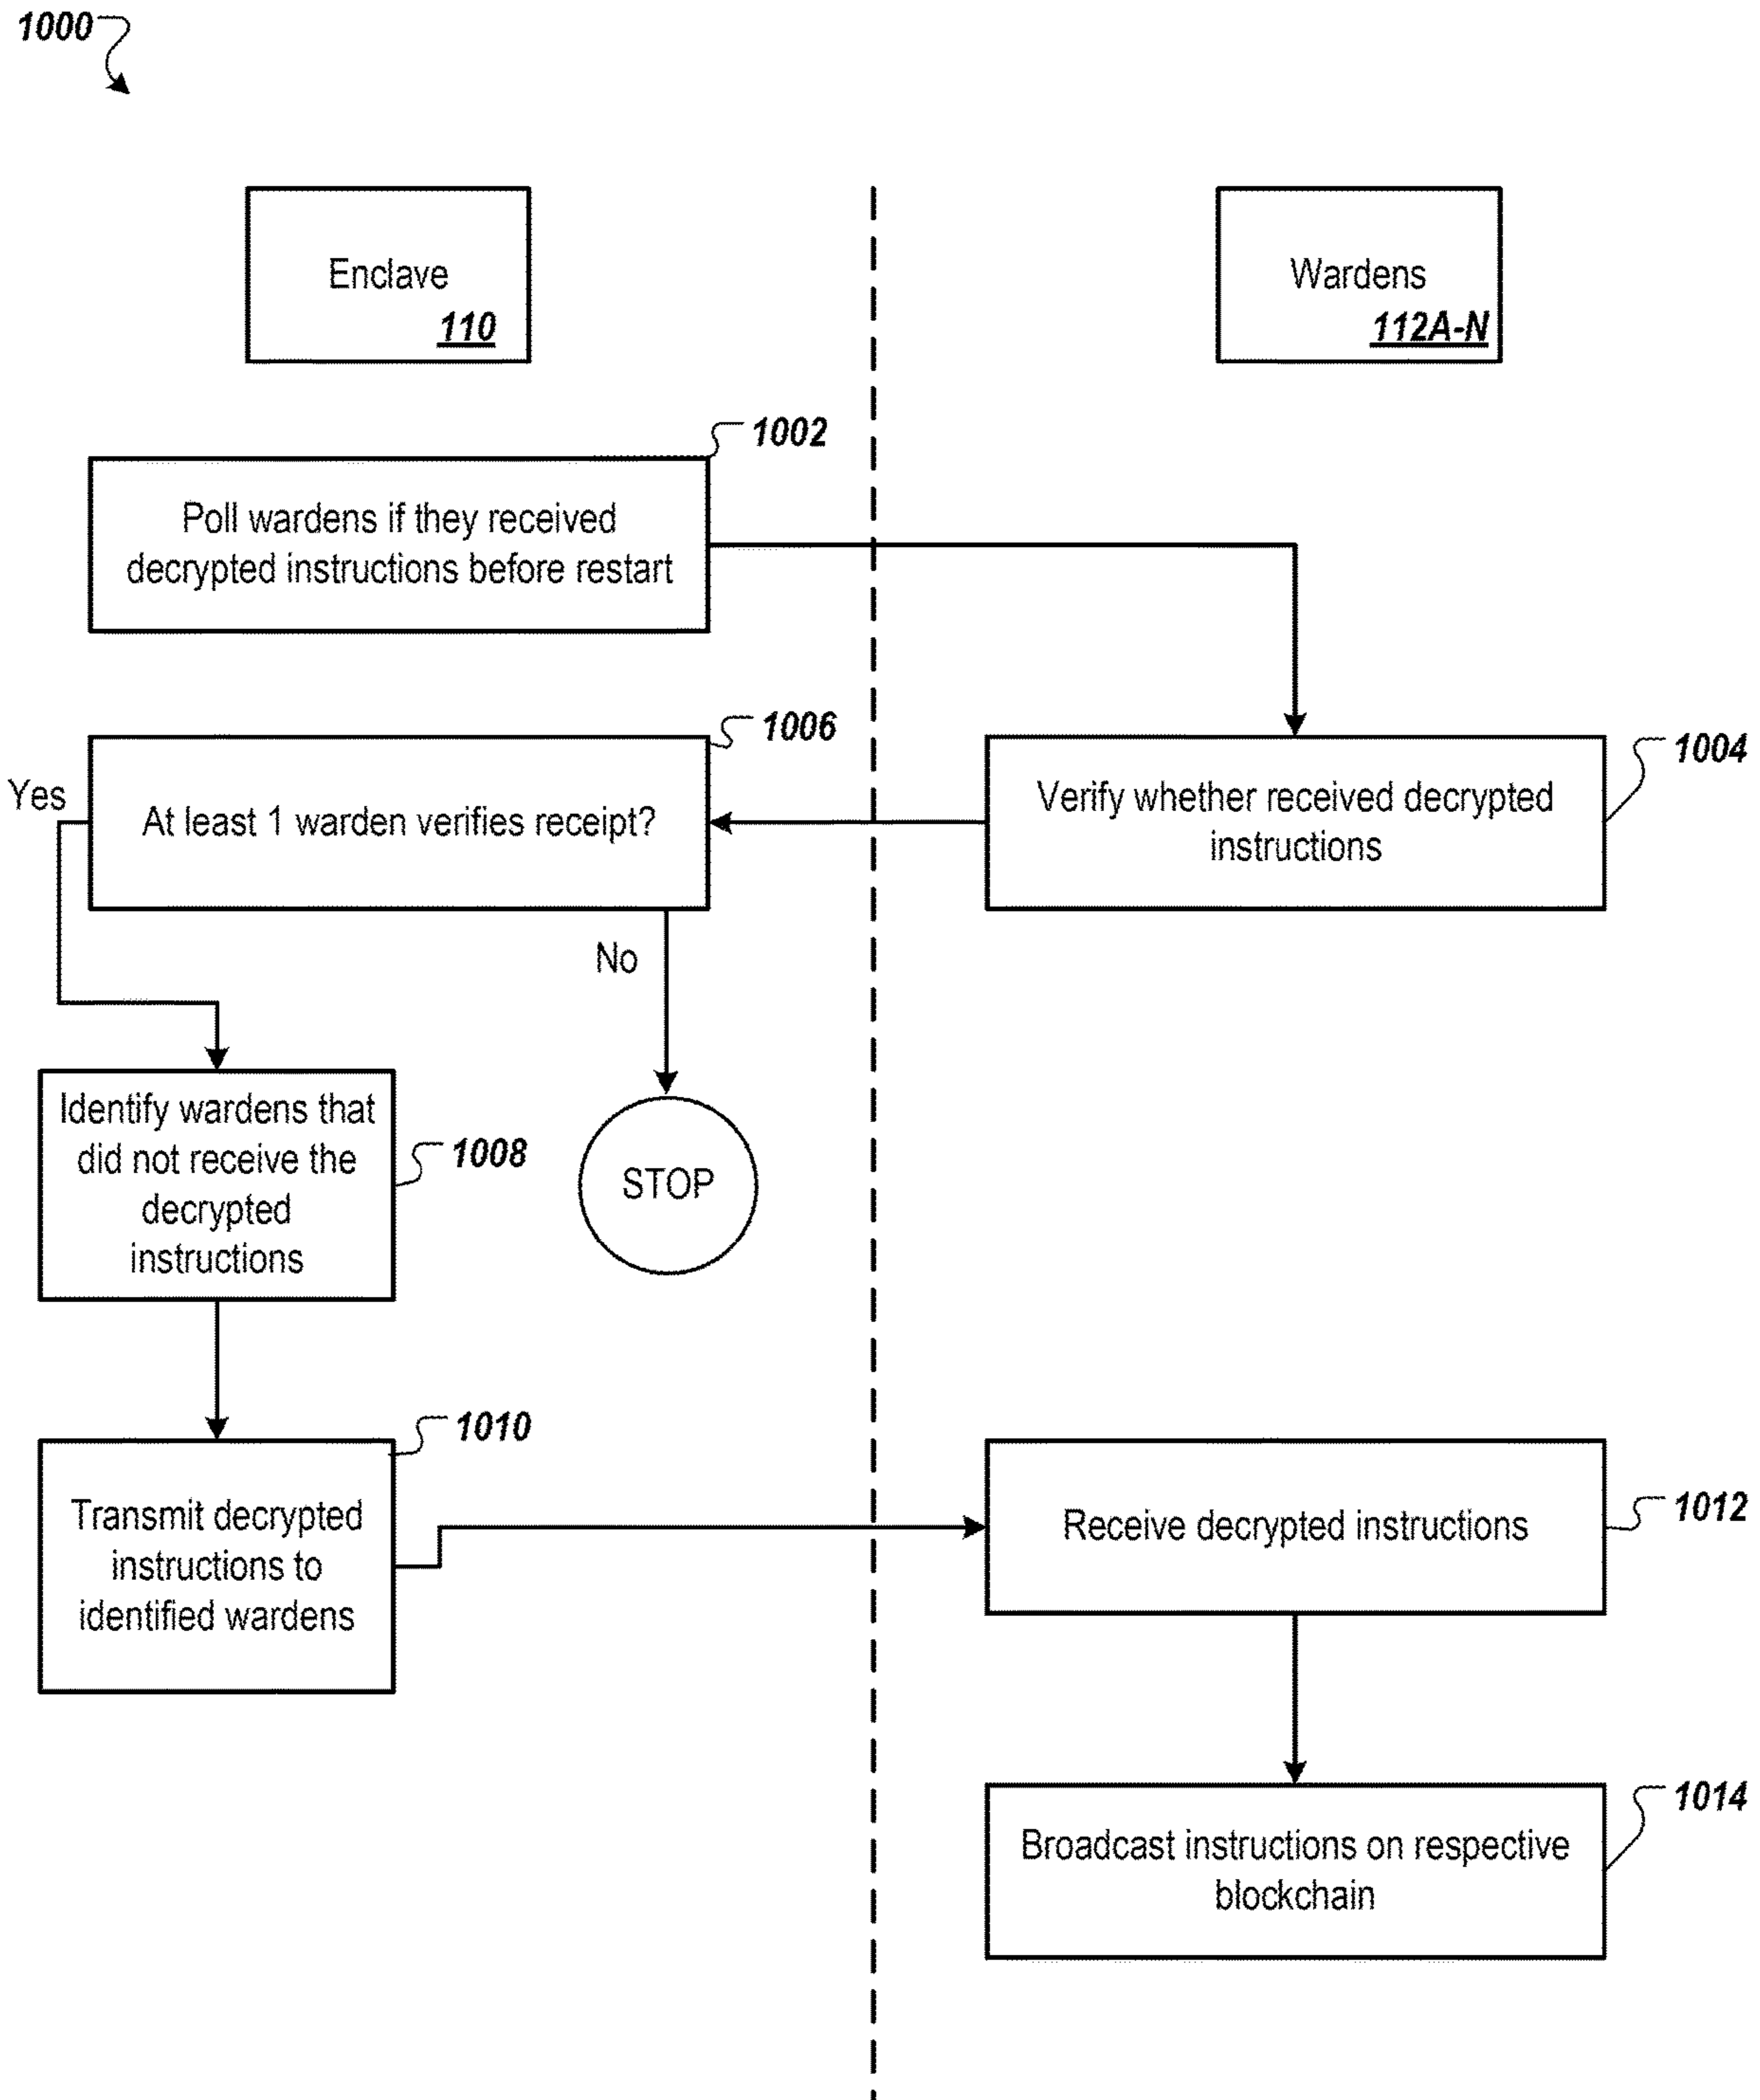 1000
Enclave
110
Wardens
112A-N
1002
Poll wardens if they received
decrypted instructions before restart
1006
1004
Yes
At least 1 warden verifies receipt?
Verify whether received decrypted
instructions
No
Identify wardens that
did not receive the
decrypted
instructions
1008
STOP
1010
Transmit decrypted
instructions to
identified wardens
Receive decrypted instructions
1012
1014
Broadcast instructions on respective
blockchain